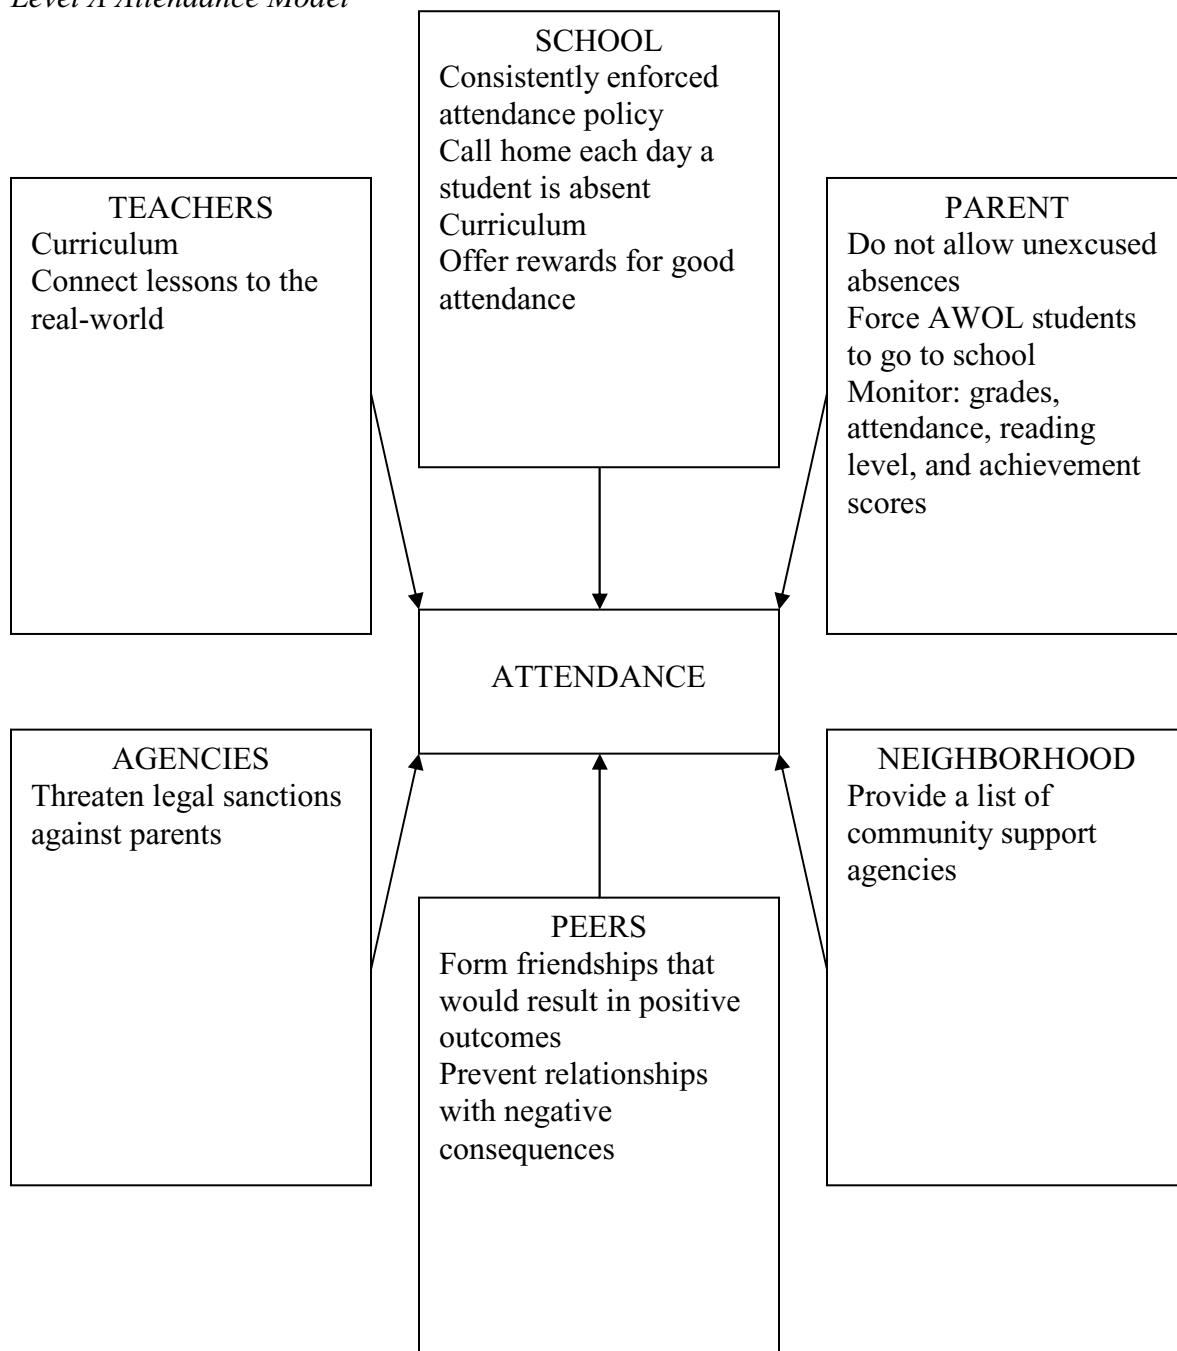 Level A Attendance Model
SCHOOL
Consistently enforced
attendance policy
Call home each day a
student is absent
Curriculum
Offer rewards for good
attendance
TEACHERS
Curriculum
Connect lessons to the
real-world
PARENT
Do not allow unexcused
absences
Force AWOL students
to go to school
Monitor: grades,
attendance, reading
level, and achievement
scores
ATTENDANCE
AGENCIES
Threaten legal sanctions
against parents
PEERS
Form friendships that
would result in positive
outcomes
Prevent relationships
with negative
consequences
NEIGHBORHOOD
Provide a list of
community support
agencies